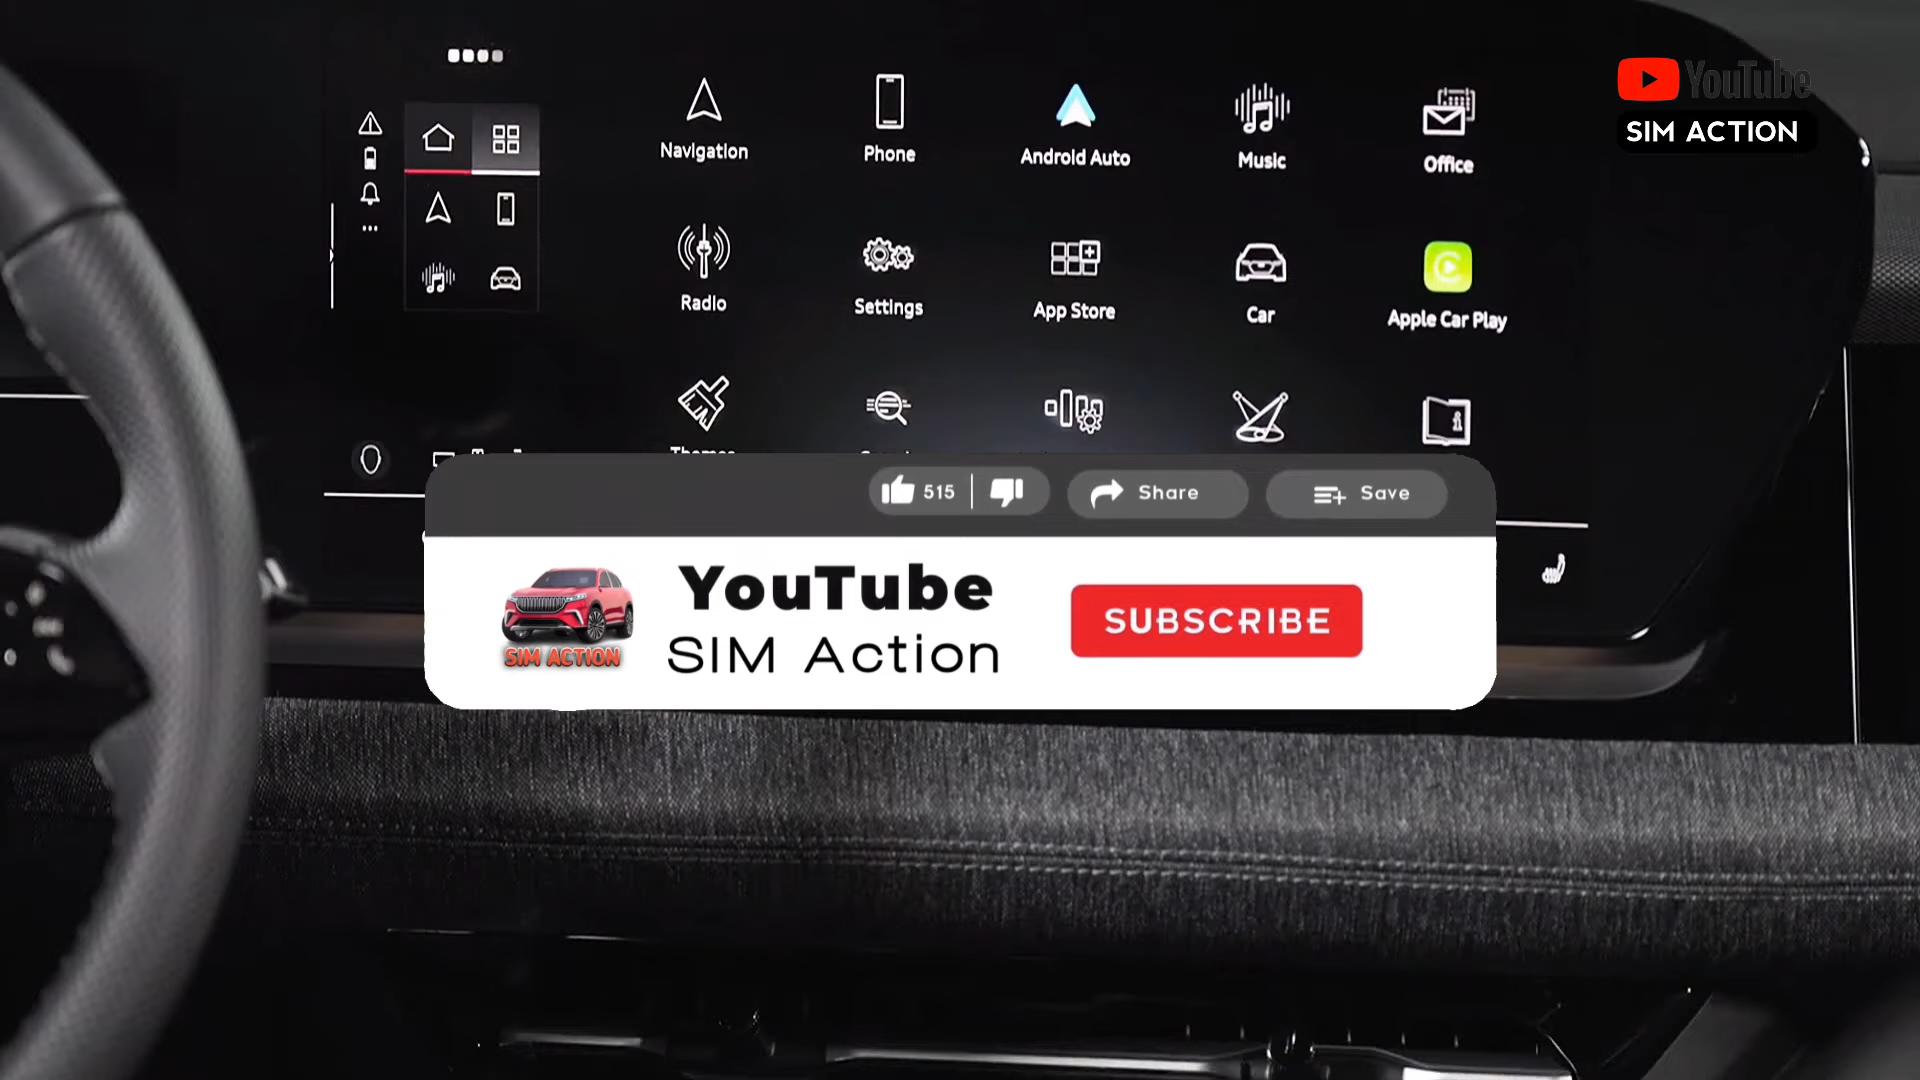 YouTube
SIM ACTION
Navigation
Phone
Android Auto
Music
Office
Radio
Settings
App Store
Car
Apple Car Play
Themes
515
Share
Save
YouTube
SIM Action
SIM ACTION
SUBSCRIBE